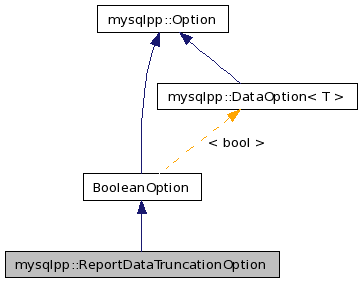 mysqlpp::Option
mysqlpp::DataOption< T >
< bool >
BooleanOption
mysqlpp::ReportDataTruncationOption